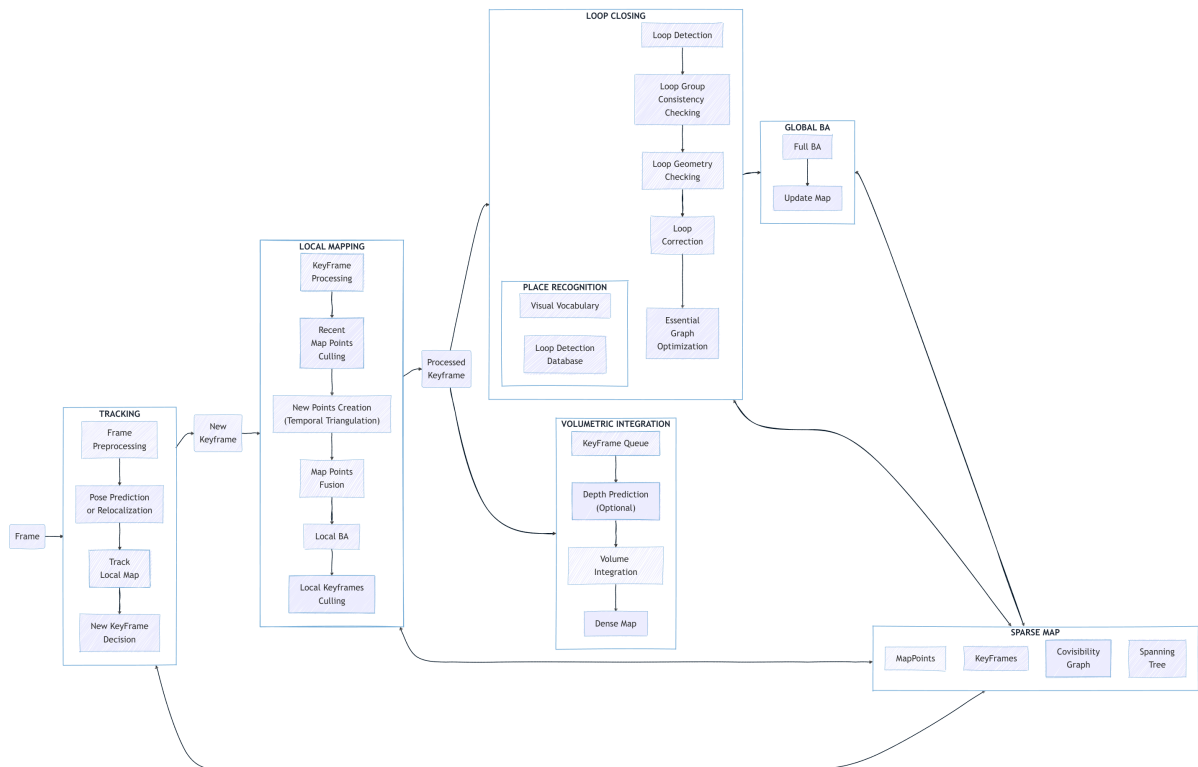 LOOP CLOSING
Loop Detection
Loop Group
Consistency
Checking
Loop Geometry
Checking
Loop
Correction
Essential
Graph
Optimization
PLACE RECOGNITION
Visual Vocabulary
Loop Detection
Database
GLOBAL BA
Full BA
Update Map
LOCAL MAPPING
KeyFrame
Processing
Recent
Map Points
Culling
New Points Creation
(Temporal Triangulation)
Map Points
Fusion
Local BA
Local Keyframes
Culling
Processed
Keyframe
TRACKING
Frame
Preprocessing
Pose Prediction
or Relocalization
Track
Local Map
New KeyFrame
Decision
New
Keyframe
Frame
VOLUMETRIC INTEGRATION
KeyFrame Queue
Depth Prediction
(Optional)
Volume
Integration
Dense Map
SPARSE MAP
MapPoints
KeyFrames
Covisibility
Graph
Spanning
Tree